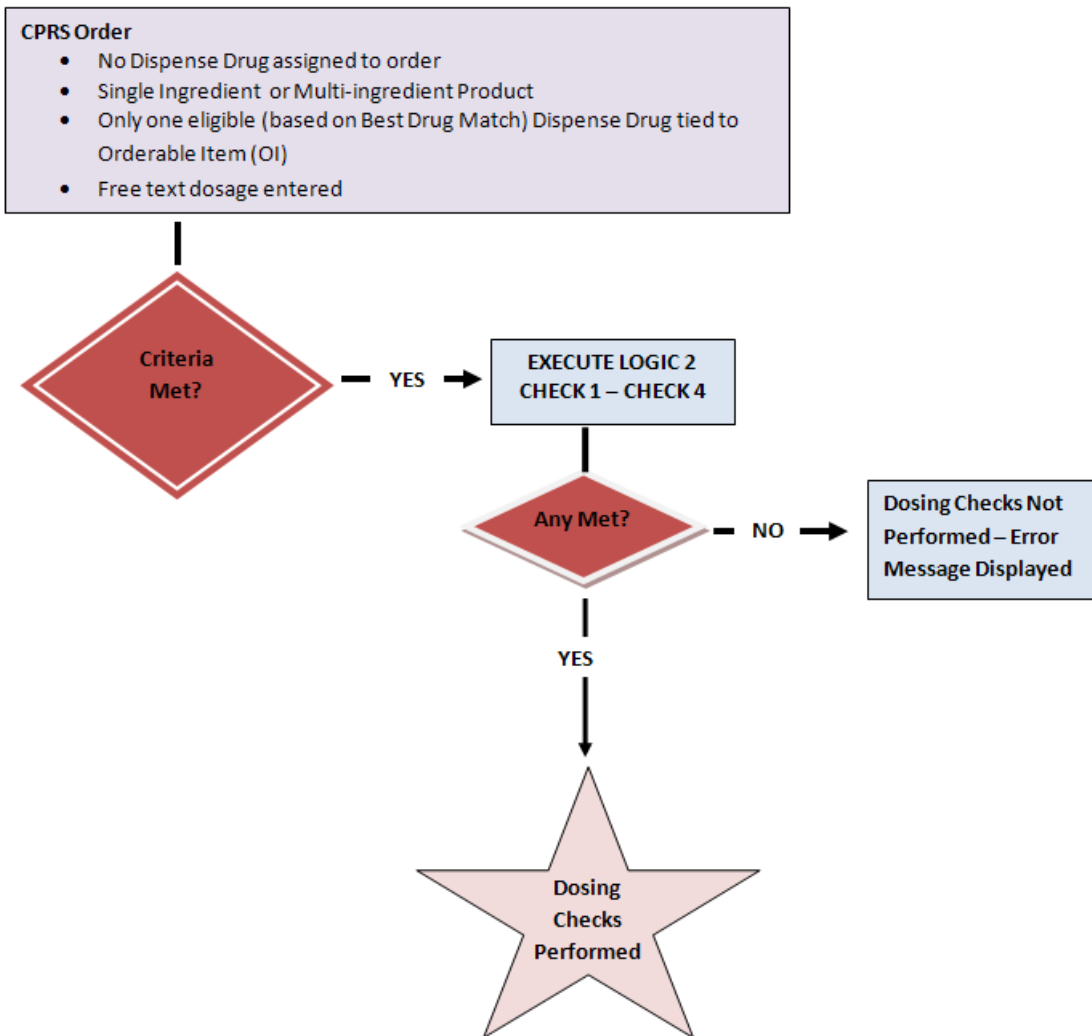 CPRS Order
• No Dispense Drug assigned to order
• Single Ingredient or Multi-ingredient Product
• Only one eligible (based on Best Drug Match) Dispense Drug tied to
Orderable Item (OI)
• Free text dosage entered
Criteria
Met?
YES
EXECUTE LOGIC 2
CHECK 1 – CHECK 4
Any Met?
NO
Dosing Checks Not
Performed – Error
Message Displayed
YES
Dosing
Checks
Performed